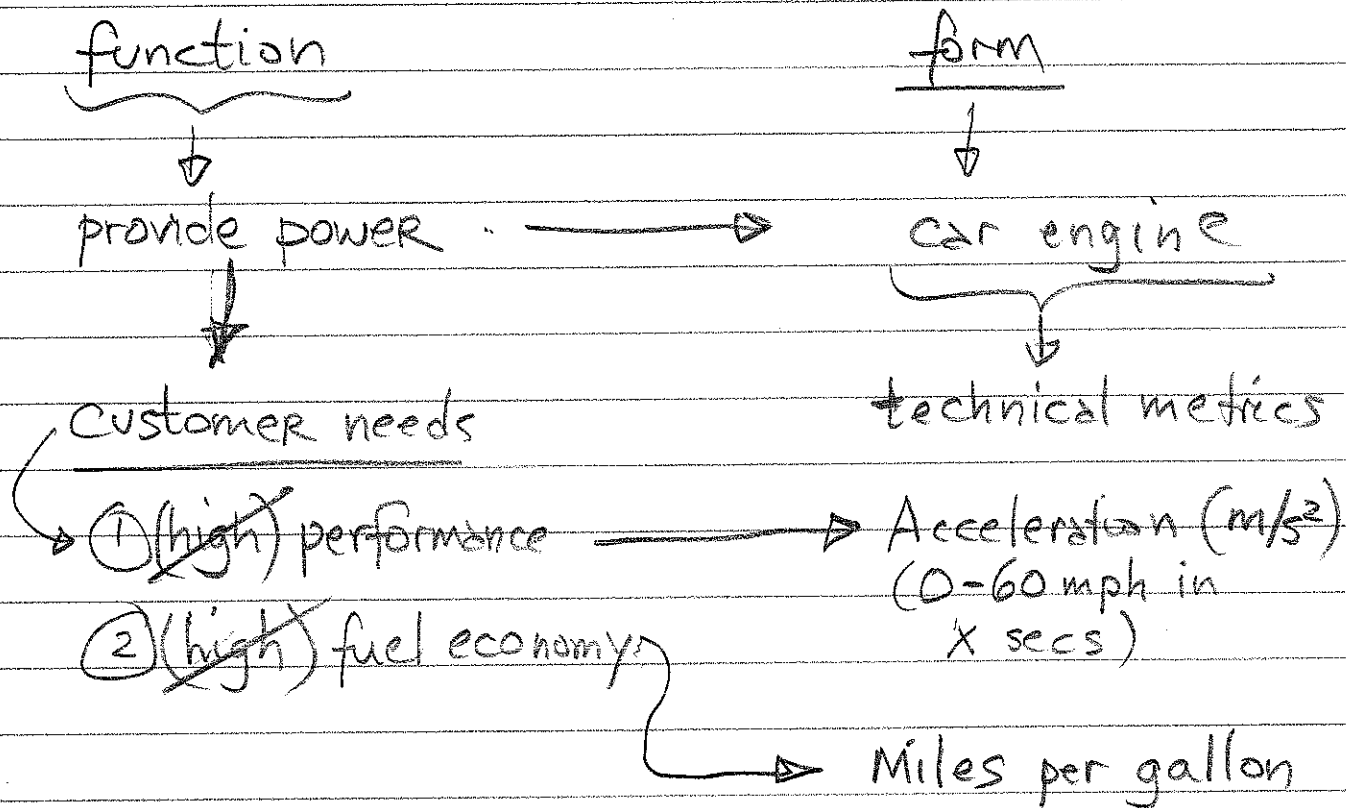 function form
provide power car engine
customer needs technical metrics
① (high) performance Acceleration (m/s²)
(0-60 mph in
② (high) fuel economy x secs)
Miles per gallon